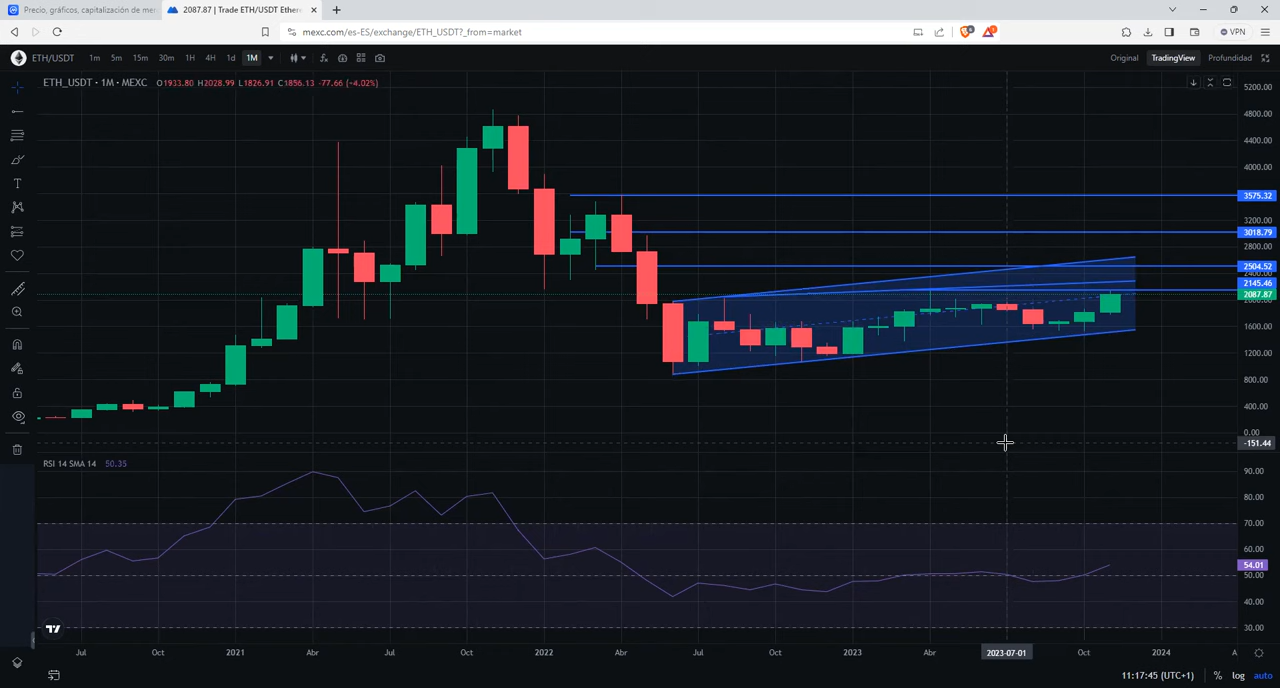 Precio, gráficos, capitalización de mer
2087.87 | Trade ETH/USDT Ethere
mexc.com/es-ES/exchange/ETH_USDT?_from=market
VPN
ETH/USDT
1m 5m 15m 30m 1H 4H 1d 1M
Original TradingView Profundidad
ETH_USDT · 1M · MEXC O1933.80 H2028.99 L1826.91 C1856.13 -77.66 (-4.02%)
5200.00
4800.00
4400.00
4000.00
3575.32
3200.00
3018.79
2800.00
2504.52
2400.00
2145.46
2087.87
2000.00
1600.00
1200.00
800.00
400.00
0.00
-151.44
RSI 14 SMA 14 50.35
90.00
80.00
70.00
60.00
54.01
50.00
40.00
30.00
Jul Oct 2021 Abr Jul Oct 2022 Abr Jul Oct 2023 Abr 2023-07-01 Oct 2024 A
11:17:45 (UTC+1) % log auto